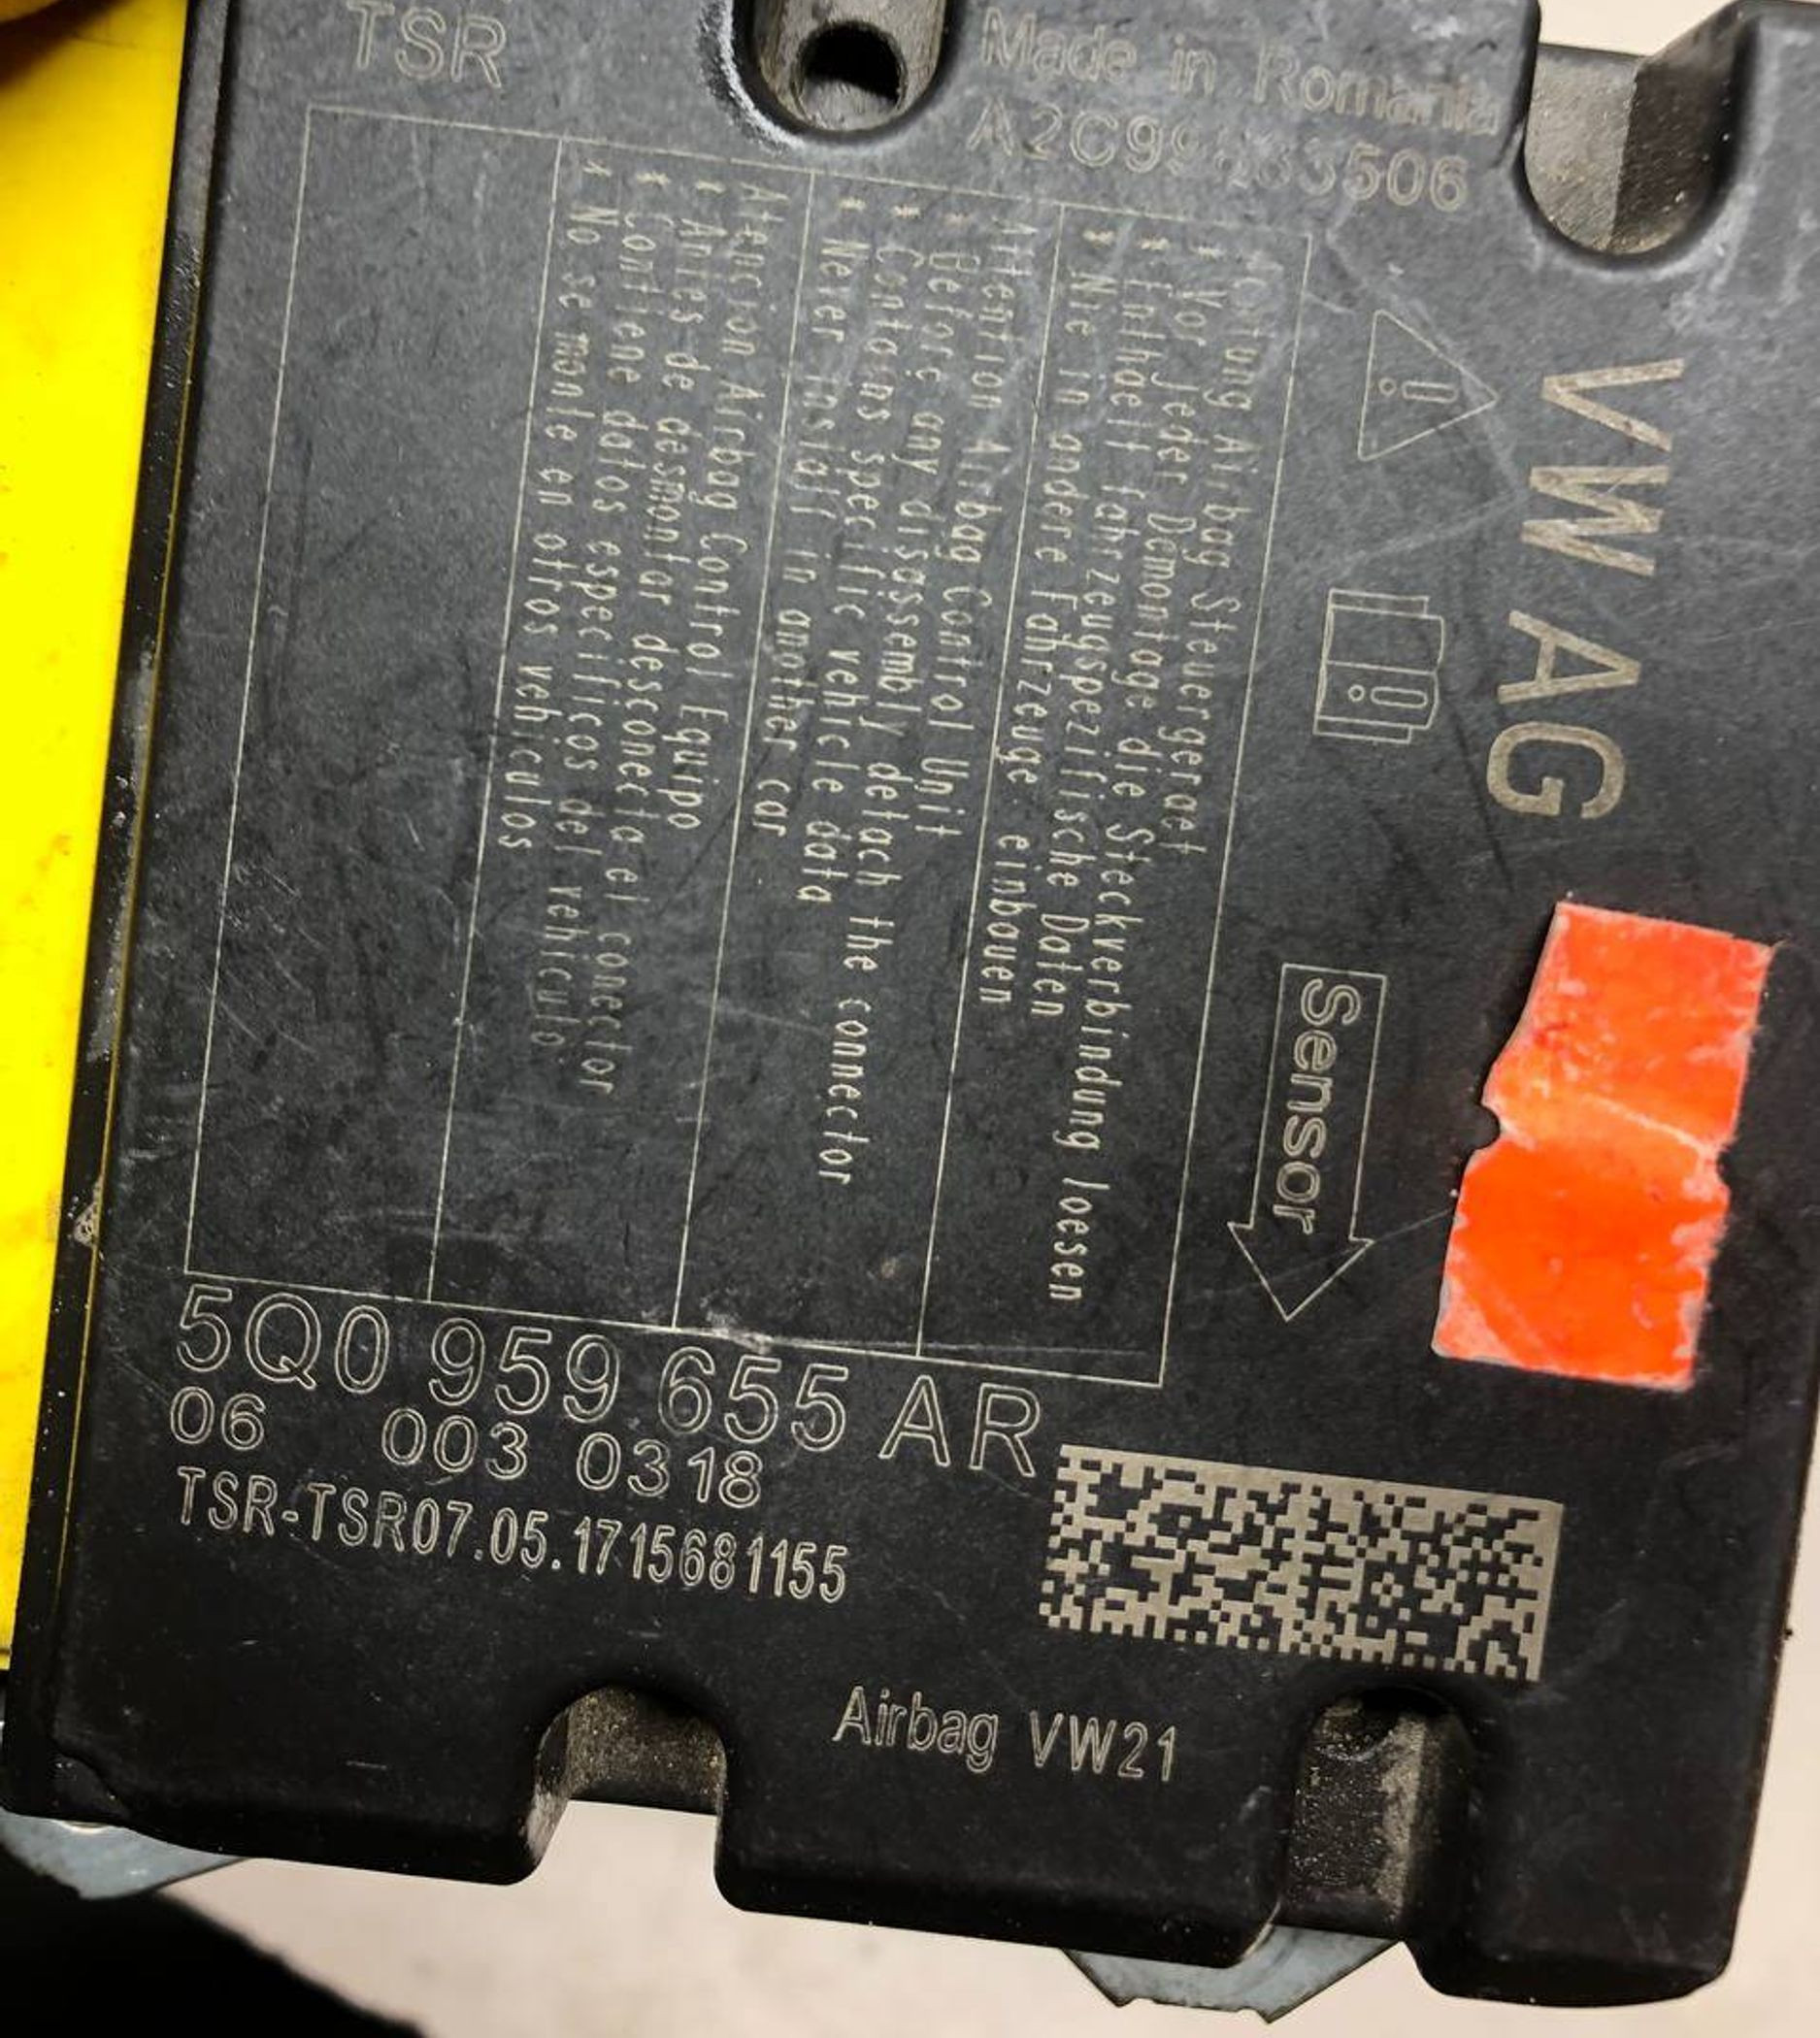 TSR
Made in Romania
VW AG
Sensor
Achtung Airbag Steuergeraet
* Vor jeder Demontage die Steckverbindung loesen
* Enthaelt fahrzeugspezifische Daten
* Nie in andere Fahrzeuge einbauen
Attention Airbag Control Unit
* Before any disassembly detach the connector
* Contains specific vehicle data
* Never install in another car
Atencion Airbag Control Equipo
* Antes de desmontar desconecta el conector
* Contiene datos especificos del vehiculo
* No se monte en otros vehiculos
5Q0 959 655 AR
06 003 0318
TSR-TSR07.05.1715681155
Airbag VW21